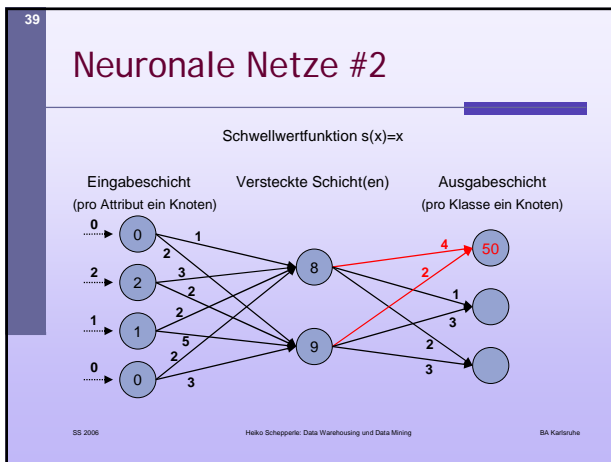 39
Neuronale Netze #2
Schwellwertfunktion s(x)=x
Eingabeschicht Versteckte Schicht(en) Ausgabeschicht
(pro Attribut ein Knoten) (pro Klasse ein Knoten)
0 0 1 4 50
2 8 2
2 2 3
2 1
1 1 2 3
5 9 2
0 0 2 3
3
SS 2006 Heiko Schepperle: Data Warehousing und Data Mining BA Karlsruhe